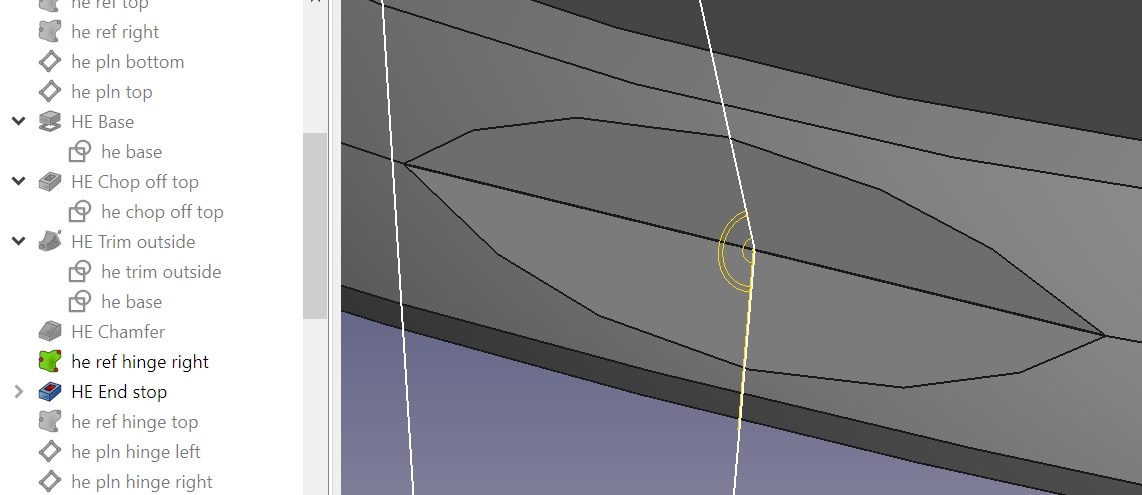 he ref top
he ref right
he pln bottom
he pln top
HE Base
he base
HE Chop off top
he chop off top
HE Trim outside
he trim outside
he base
HE Chamfer
he ref hinge right
HE End stop
he ref hinge top
he pln hinge left
he pln hinge right